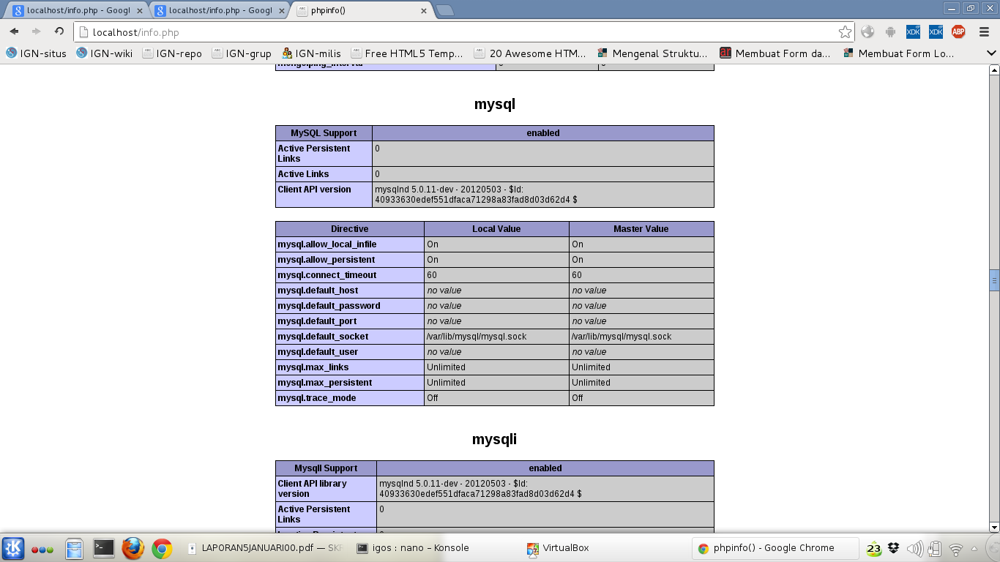 localhost/info.php - Googl
localhost/info.php - Googl
phpinfo()
localhost/info.php
XDK
XDK
ABP
IGN-situs
IGN-wiki
IGN-repo
IGN-grup
IGN-milis
Free HTML5 Temp...
20 Awesome HTM...
Mengenal Struktu...
Membuat Form da...
Membuat Form Lo...
mysql
MySQL Support enabled
Active Persistent
Links
0
Active Links 0
Client API version
mysqlnd 5.0.11-dev - 20120503 - $Id:
40933630edef551dfaca71298a83fad8d03d62d4 $
Directive Local Value Master Value
mysql.allow_local_infile On On
mysql.allow_persistent On On
mysql.connect_timeout 60 60
mysql.default_host no value no value
mysql.default_password no value no value
mysql.default_port no value no value
mysql.default_socket /var/lib/mysql/mysql.sock /var/lib/mysql/mysql.sock
mysql.default_user no value no value
mysql.max_links Unlimited Unlimited
mysql.max_persistent Unlimited Unlimited
mysql.trace_mode Off Off
mysqli
MysqlI Support enabled
Client API library
version
mysqlnd 5.0.11-dev - 20120503 - $Id:
40933630edef551dfaca71298a83fad8d03d62d4 $
Active Persistent
Links
0
LAPORAN5JANUARI00.pdf — SKF
igos : nano – Konsole
VirtualBox
phpinfo() - Google Chrome
23